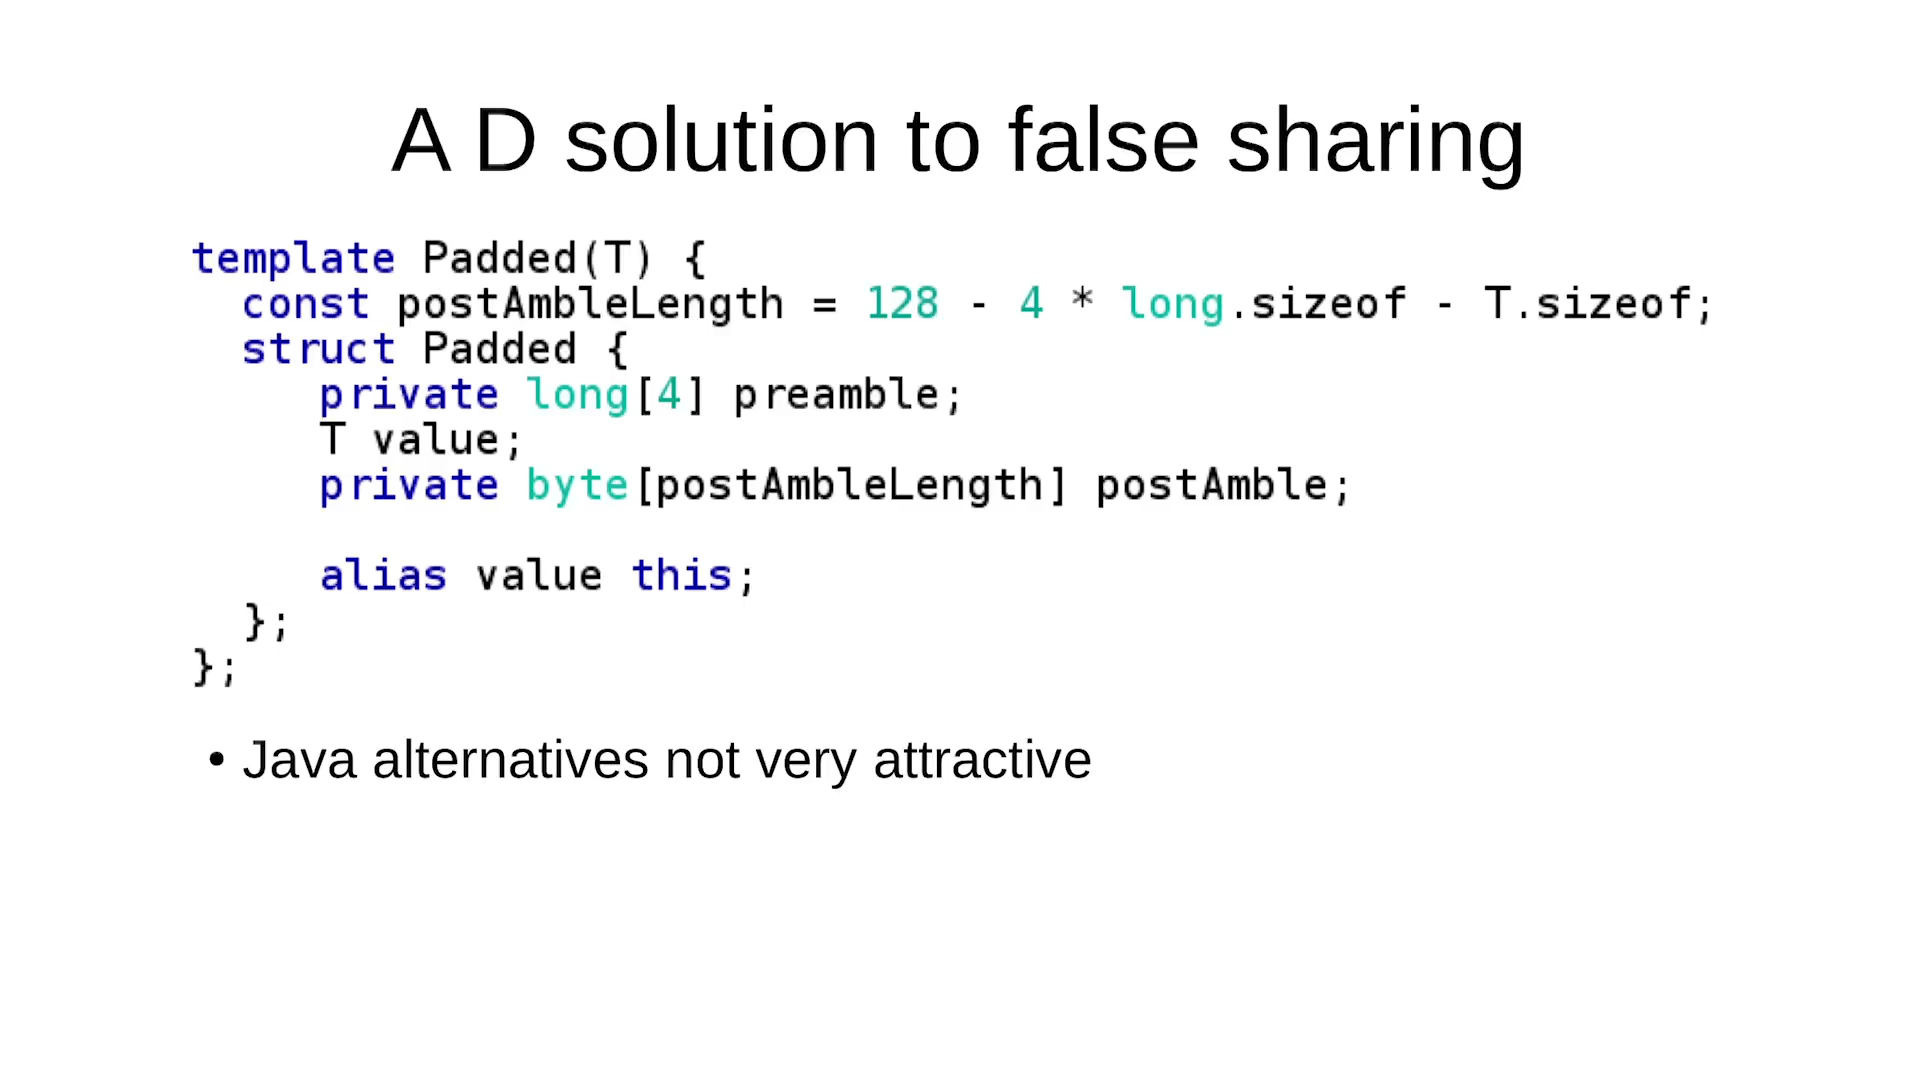 A D solution to false sharing
template Padded(T) {
  const postAmbleLength = 128 - 4 * long.sizeof - T.sizeof;
  struct Padded {
     private long[4] preamble;
     T value;
     private byte[postAmbleLength] postAmble;

     alias value this;
  };
};
• Java alternatives not very attractive